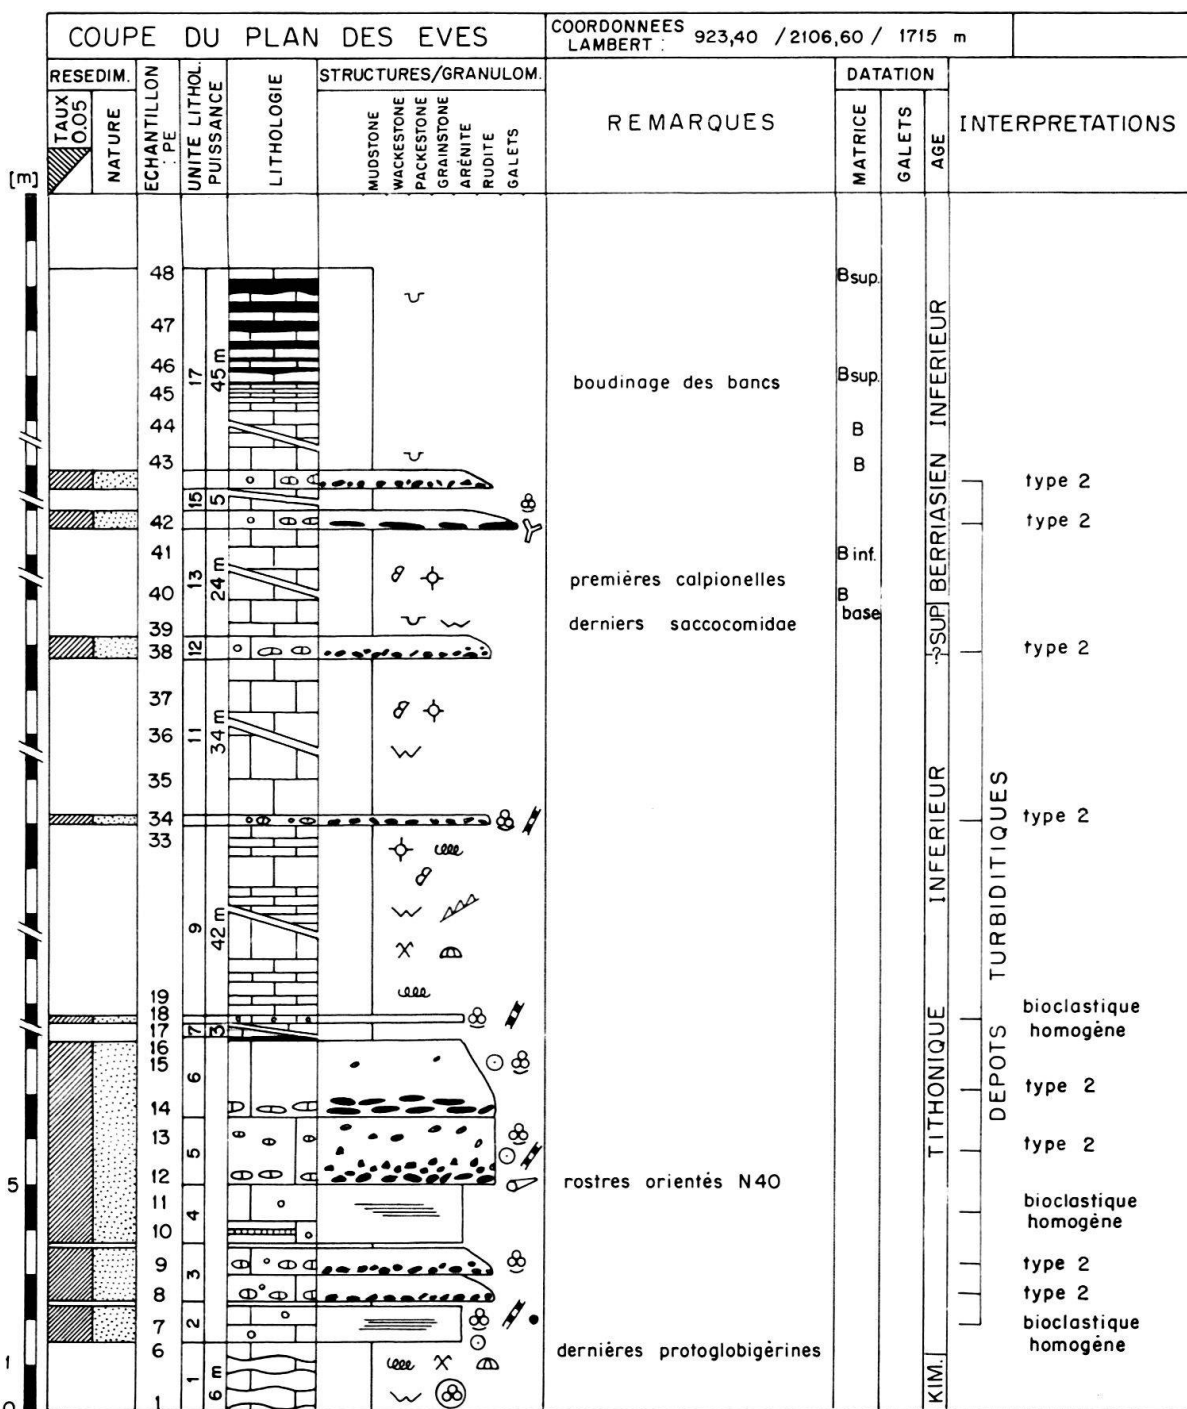 COUPE DU PLAN DES EVES
COORDONNEES
LAMBERT : 923,40 / 2106,60 / 1715 m
RESEDIM.
TAUX
0.05
NATURE
ECHANTILLON
: PE
UNITE LITHOL.
PUISSANCE
LITHOLOGIE
STRUCTURES/GRANULOM.
MUDSTONE
WACKESTONE
PACKESTONE
GRAINSTONE
ARÉNITE
RUDITE
GALETS
REMARQUES
DATATION
MATRICE
GALETS
AGE
INTERPRETATIONS
[m]
48
B sup.
47
46
17
45 m
boudinage des bancs
B sup.
45
44
B
43
B
type 2
15
5
42
type 2
41
B inf.
13
24 m
40
premières calpionelles
B
base
39
derniers saccocomidae
38
12
type 2
BERRIASIEN INFERIEUR
-?-
SUP
37
36
11
34 m
35
34
type 2
33
9
42 m
19
18
bioclastique
homogène
17
7
3
16
15
6
14
type 2
13
5
type 2
12
5
rostres orientés N40
11
4
bioclastique
homogène
10
9
3
type 2
8
type 2
7
2
bioclastique
homogène
6
dernières protoglobigérines
1
1
6 m
1
0
TITHONIQUE INFERIEUR
KIM.
DEPOTS TURBIDITIQUES